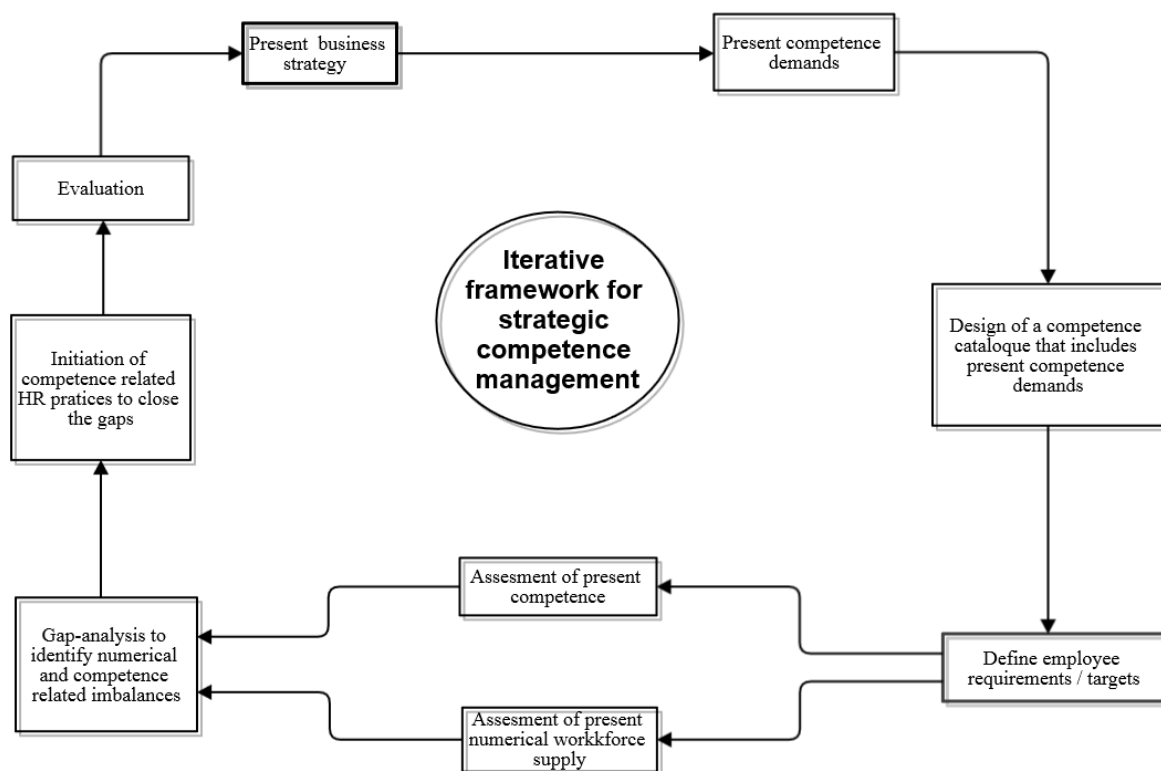 Present business
strategy
Present competence
demands
Evaluation
Iterative
framework for
strategic
competence
management
Design of a competence
cataloque that includes
present competence
demands
Initiation of
competence related
HR pratices to close
the gaps
Assesment of present
competence
Gap-analysis to
identify numerical
and competence
related imbalances
Define employee
requirements / targets
Assesment of present
numerical workkforce
supply